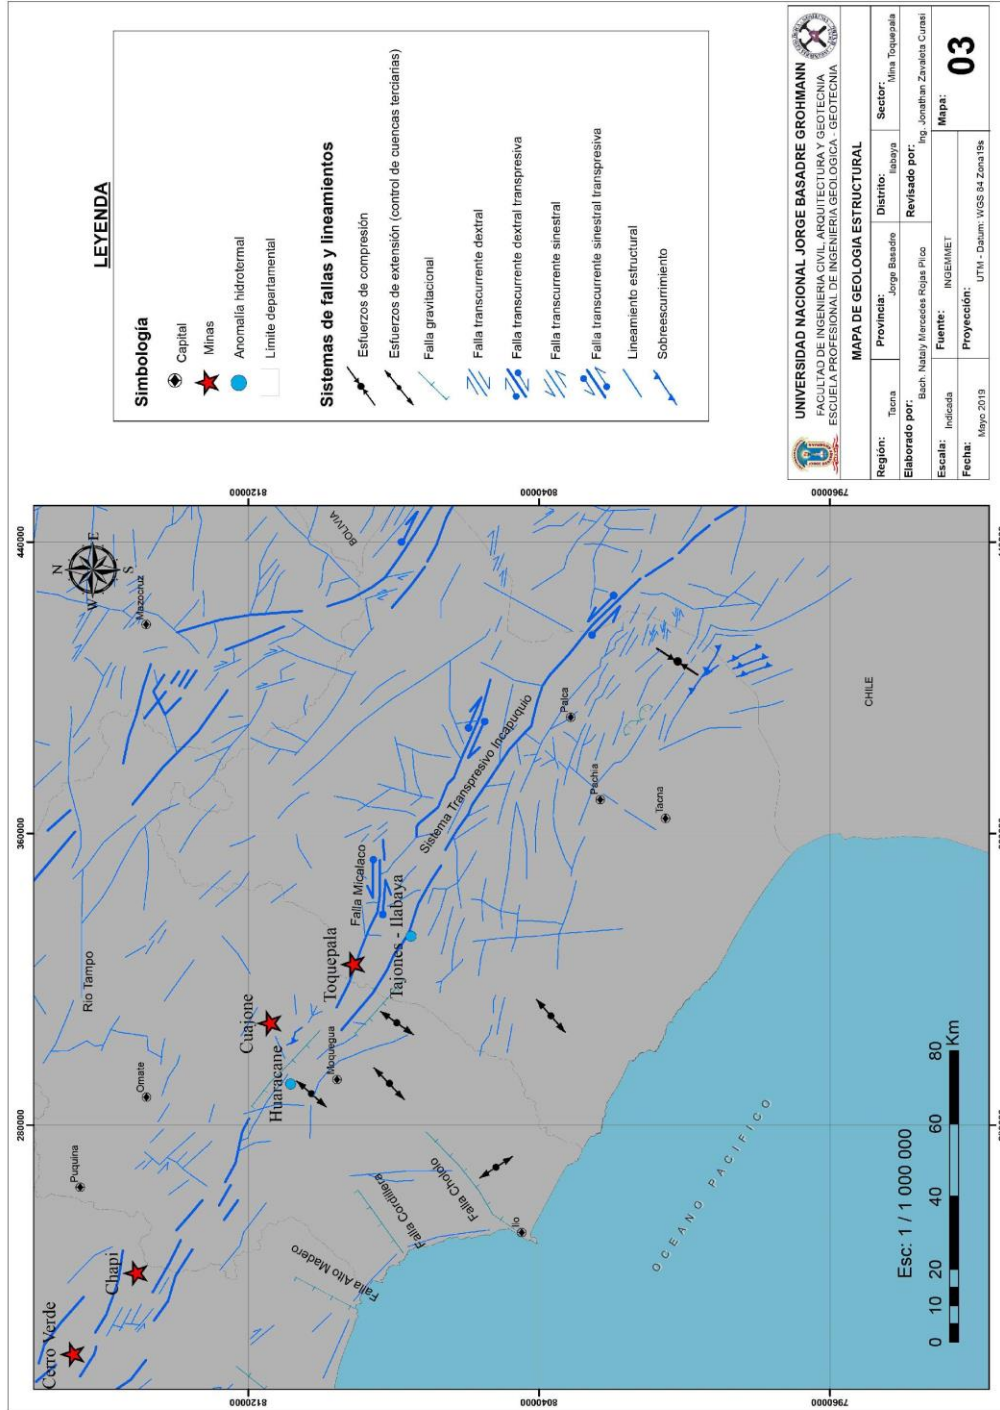 LEYENDA
Simbología
Capital
Minas
Anomalía hidrotermal
Límite departamental
Sistemas de fallas y lineamientos
Esfuerzos de compresión
Esfuerzos de extensión (control de cuencas terciarias)
Falla gravitacional
Falla transcurrente dextral
Falla transcurrente dextral transpresiva
Falla transcurrente sinestral
Falla transcurrente sinestral transpresiva
Lineamiento estructural
Sobreescurrimiento
UNIVERSIDAD NACIONAL JORGE BASADRE GROHMANN
FACULTAD DE INGENIERIA CIVIL, ARQUITECTURA Y GEOTECNIA
ESCUELA PROFESIONAL DE INGENIERIA GEOLOGICA - GEOTECNIA
MAPA DE GEOLOGIA ESTRUCTURAL
Región: Tacna
Provincia: Jorge Basadre
Distrito: Ilabaya
Sector: Mina Toquepala
Elaborado por: Bach. Nataly Mercedes Rojas Pico
Revisado por: Ing. Jonathan Zavaleta Curasi
Escala: Indicada
Fuente: INGEMMET
Mapa: 03
Fecha: Mayo 2019
Proyección: UTM - Datum: WGS 84 Zona19s
280000
360000
440000
8120000
8040000
7960000
8120000
8040000
7960000
N
W
E
S
Cerro Verde
Chapi
Puquina
Omate
Rio Tampo
Mazocruz
BOLIVIA
Cuajone
Huaracane
Toquepala
Moquegua
Falla Micalaco
Tajones - Ilabaya
Sistema Transpresivo Incapuquio
Falla Alto Madero
Falla Cordillera
Falla Chololo
Ilo
Palca
Pachia
Tacna
CHILE
OCEANO PACIFICO
Esc: 1 / 1 000 000
0 10 20 40 60 80
Km